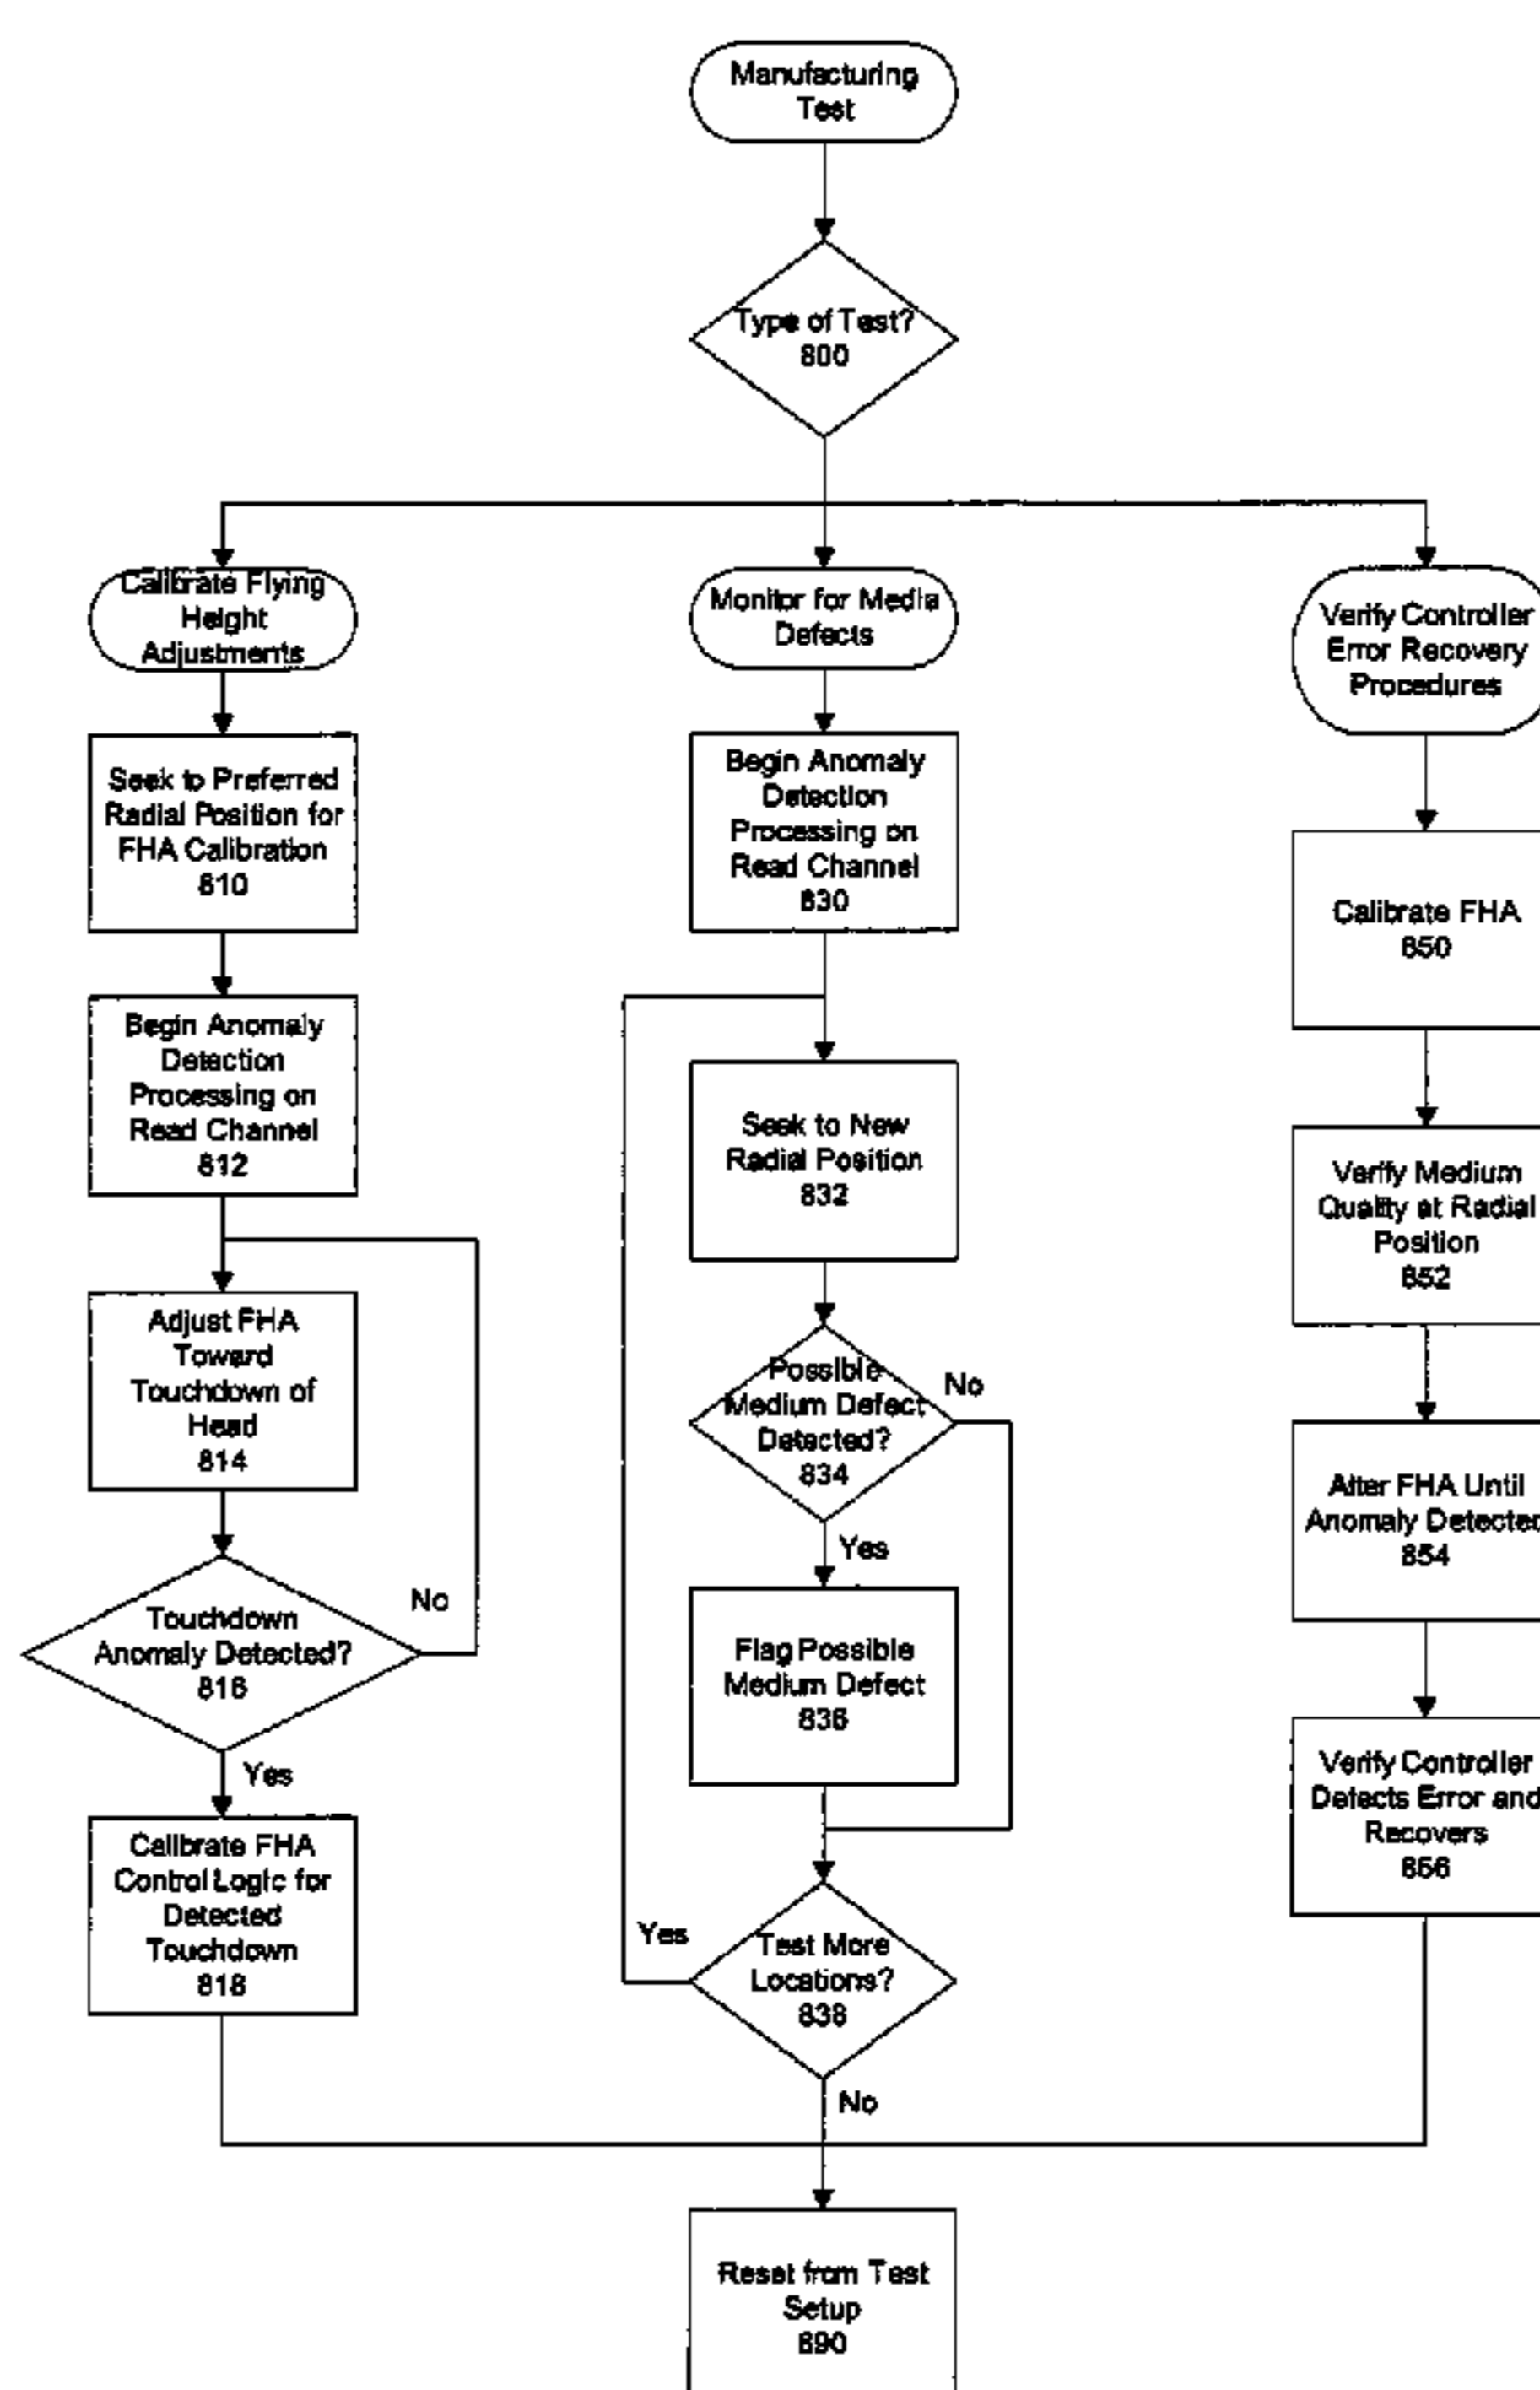 Manufacturing
Test
Type of Test?
800
Calibrate Flying
Height
Adjustments
Seek to Preferred
Radial Position for
FHA Calibration
810
Begin Anomaly
Detection
Processing on
Read Channel
812
Adjust FHA
Toward
Touchdown of
Head
814
No
Touchdown
Anomaly Detected?
816
Yes
Calibrate FHA
Control Logic for
Detected
Touchdown
818
Monitor for Media
Defects
Begin Anomaly
Detection
Processing on
Read Channel
830
Seek to New
Radial Position
832
Possible
Medium Defect
Detected?
834
No
Yes
Flag Possible
Medium Defect
836
Yes
Test More
Locations?
838
No
Verify Controller
Error Recovery
Procedures
Calibrate FHA
850
Verify Medium
Quality at Radial
Position
852
Alter FHA Until
Anomaly Detected
854
Verify Controller
Detects Error and
Recovers
856
Reset from Test
Setup
890